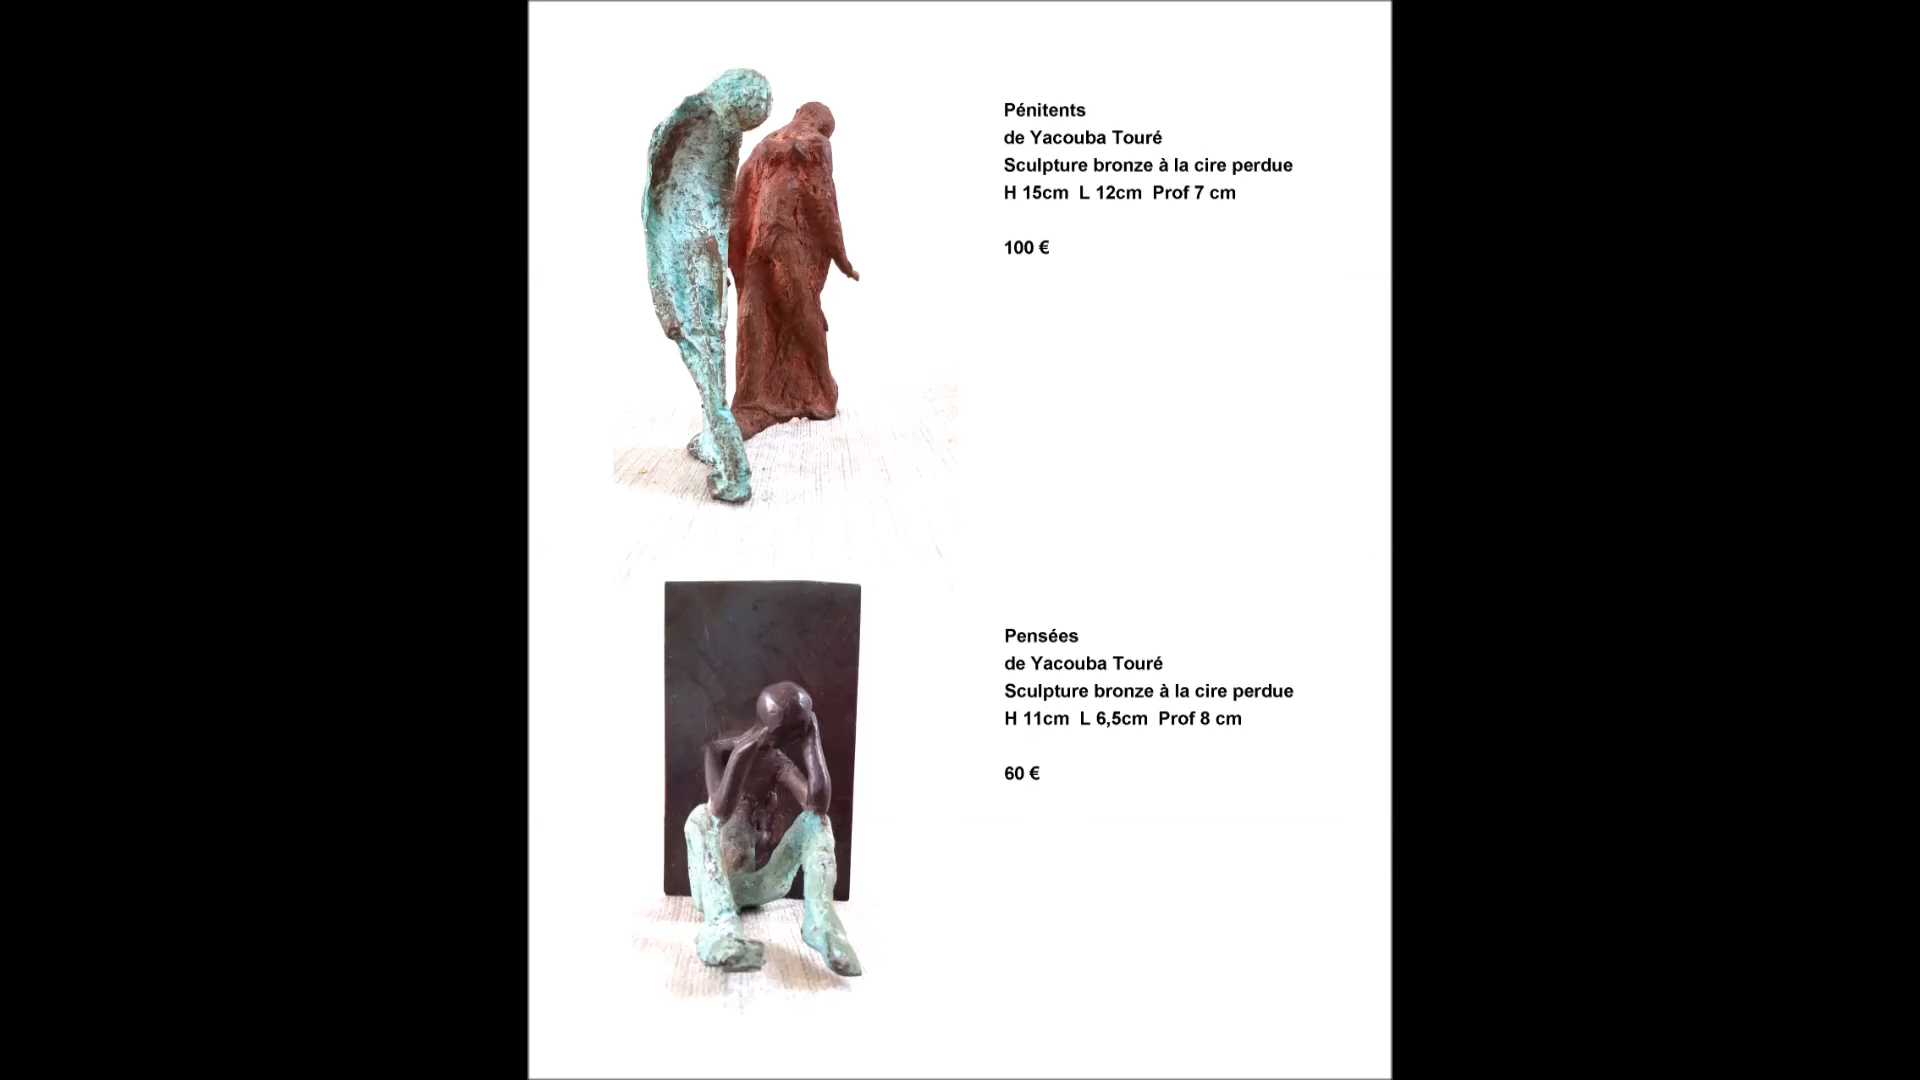 Pénitents
de Yacouba Touré
Sculpture bronze à la cire perdue
H 15cm  L 12cm  Prof 7 cm
100 €
Pensées
de Yacouba Touré
Sculpture bronze à la cire perdue
H 11cm  L 6,5cm  Prof 8 cm
60 €